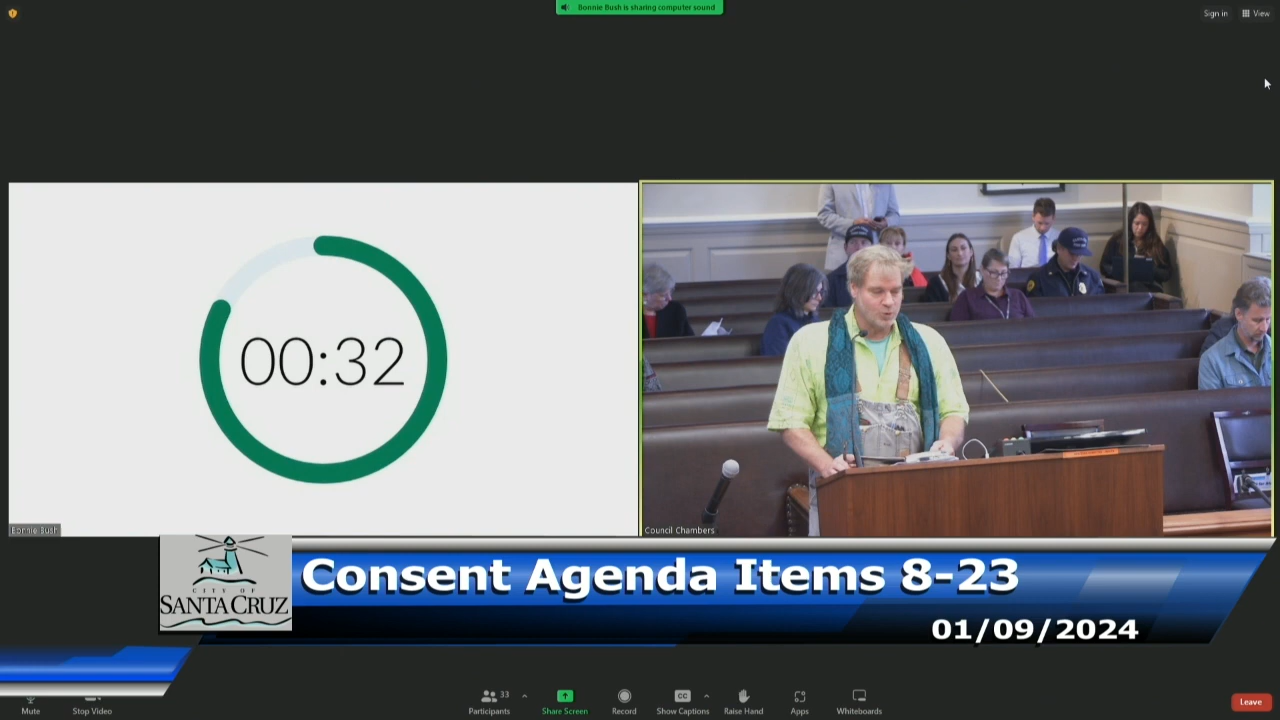 Bonnie Bush is sharing computer sound
Sign in
View
00:32
Bonnie Bush
Council Chambers
CITY OF
SANTA CRUZ
Consent Agenda Items 8-23
01/09/2024
Mute
Stop Video
33
Participants
Share Screen
CC
Record
Show Captions
Raise Hand
Apps
Whiteboards
Leave